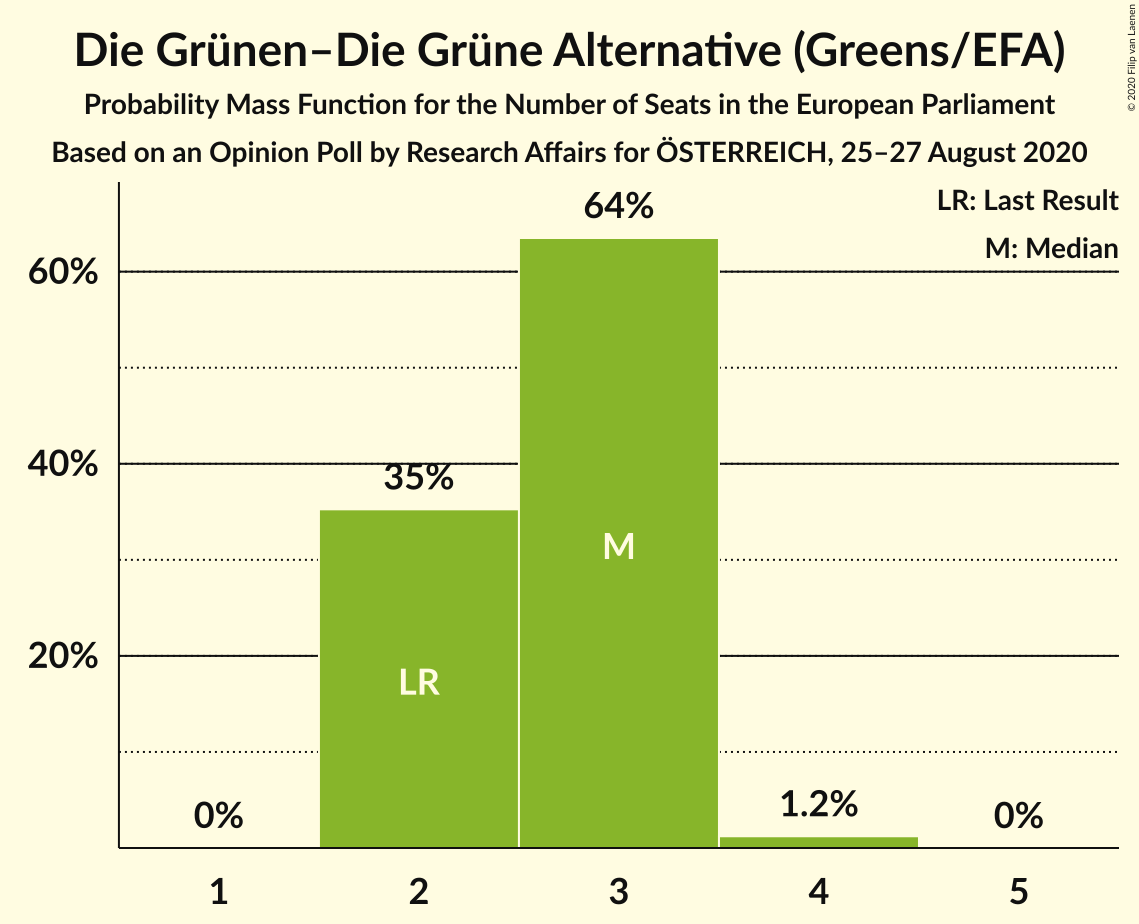 Die Grünen–Die Grüne Alternative (Greens/EFA)
Probability Mass Function for the Number of Seats in the European Parliament
Based on an Opinion Poll by Research Affairs for ÖSTERREICH, 25–27 August 2020
© 2020 Filip van Laenen
LR: Last Result
M: Median
64%
60%
40%
35%
M
20%
LR
0%
1.2%
0%
1 2 3 4 5